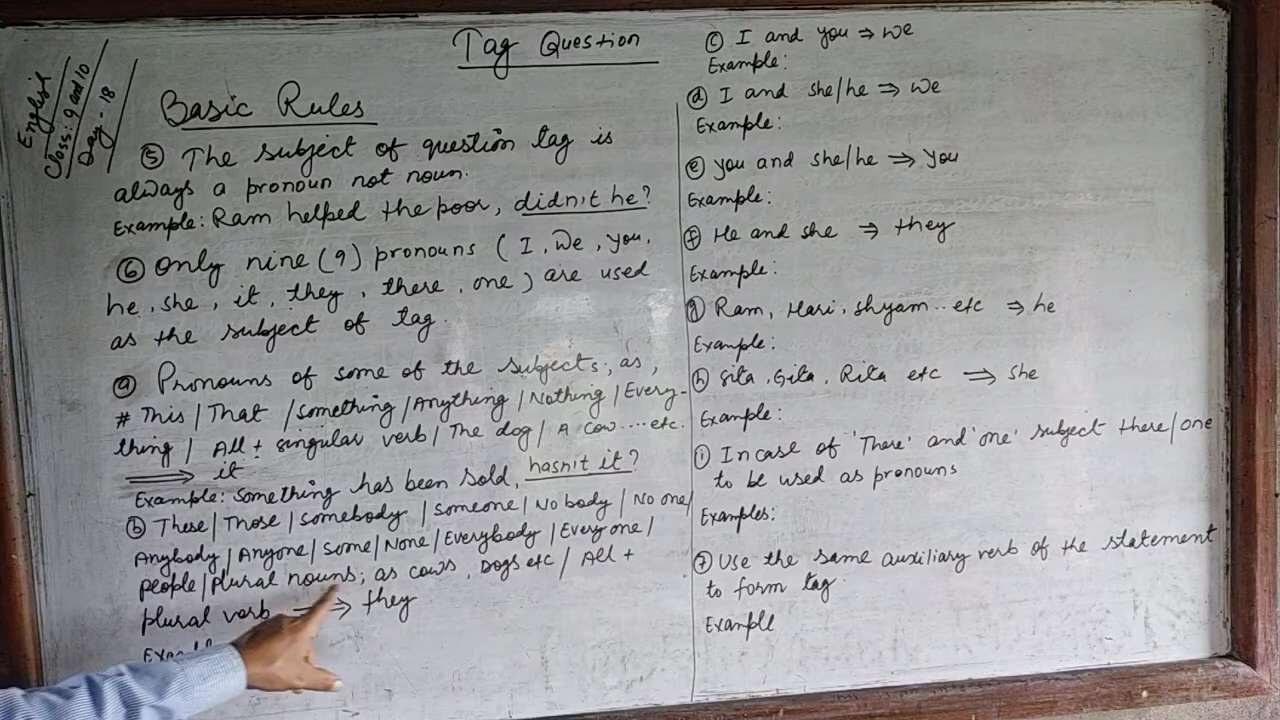 Tag Question
English
Class: 9 and 10
Day - 18
Basic Rules
⑤ The subject of question tag is
always a pronoun not noun.
Example: Ram helped the poor, didn't he?
⑥ Only nine (9) pronouns (I, we, you,
he, she, it, they, there, one) are used
as the subject of tag.
ⓐ Pronouns of some of the subjects; as,
# This / That / something / Anything / Nothing / Every-
thing / All + singular verb / The dog / A cow .... etc.
⟹ it
Example: Something has been sold, hasn't it?
ⓑ These / Those / somebody / someone / No body / No one /
Anybody / Anyone / some / None / Everybody / Every one /
people / plural nouns; as cows, Dogs etc / All +
plural verb ⟹ they
ⓒ I and you ⇒ we
Example:
ⓓ I and she/he ⇒ we
Example:
ⓔ you and she/he ⇒ you
Example:
ⓕ He and she ⇒ they
Example:
ⓖ Ram, Hari, Shyam .. etc ⇒ he
Example:
ⓗ Sita, Gita, Rita etc ⇒ she
Example:
ⓘ In case of 'There' and 'one' subject there/one
to be used as pronouns
Examples:
⑦ Use the same auxiliary verb of the statement
to form tag.
Example